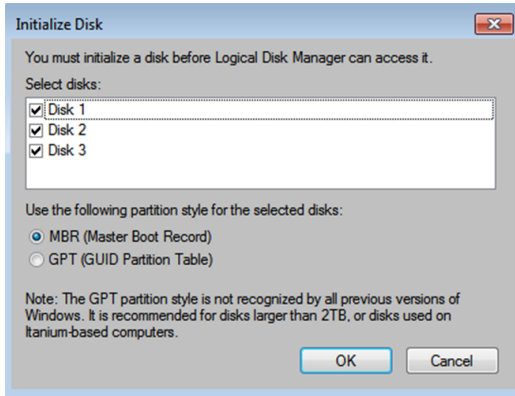 Initialize Disk
You must initialize a disk before Logical Disk Manager can access it.
Select disks:
Disk 1
Disk 2
Disk 3
Use the following partition style for the selected disks:
MBR (Master Boot Record)
GPT (GUID Partition Table)
Note: The GPT partition style is not recognized by all previous versions of
Windows. It is recommended for disks larger than 2TB, or disks used on
Itanium-based computers.
OK Cancel